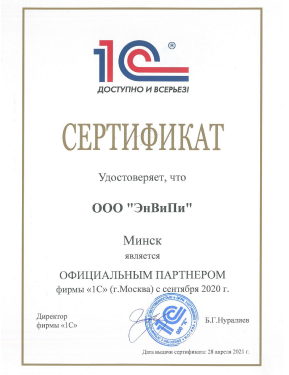 1С®
ДОСТУПНО И ВСЕРЬЕЗ!
СЕРТИФИКАТ
Удостоверяет, что
ООО "ЭнВиПи"
Минск
является
ОФИЦИАЛЬНЫМ ПАРТНЕРОМ
фирмы «1С» (г.Москва) с сентября 2020 г.
Директор
фирмы «1С»
Б.Г.Нуралиев
Дата выдачи сертификата: 28 апреля 2021 г.